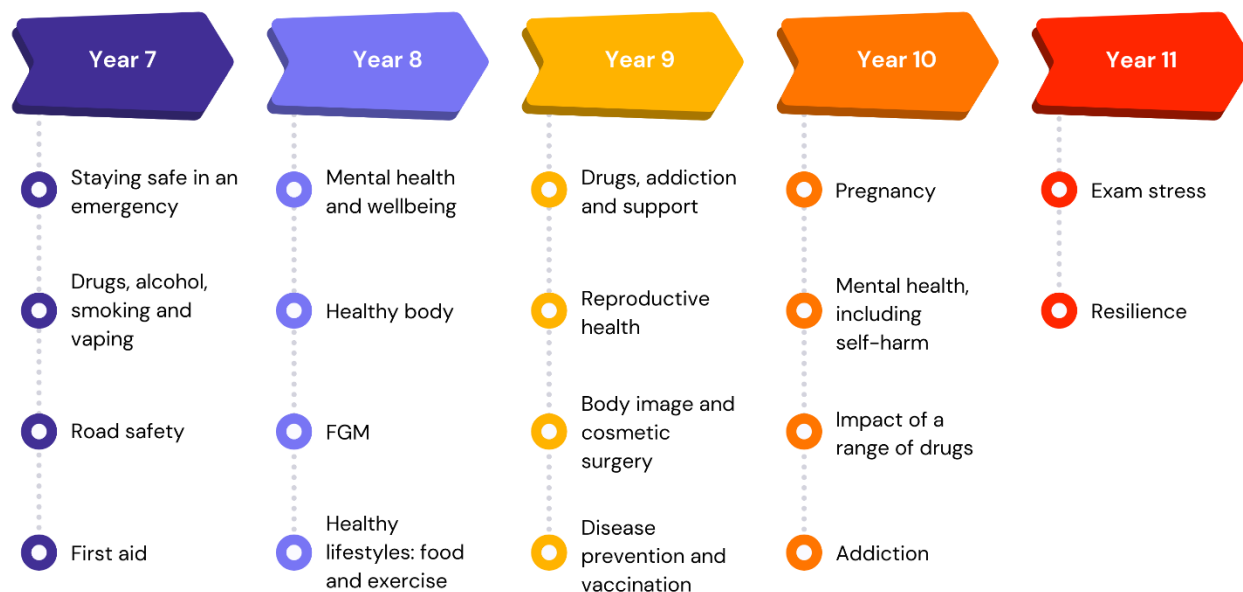 Year 7
Staying safe in an
emergency
Drugs, alcohol,
smoking and
vaping
Road safety
First aid
Year 8
Mental health
and wellbeing
Healthy body
FGM
Healthy
lifestyles: food
and exercise
Year 9
Drugs, addiction
and support
Reproductive
health
Body image and
cosmetic
surgery
Disease
prevention and
vaccination
Year 10
Pregnancy
Mental health,
including
self-harm
Impact of a
range of drugs
Addiction
Year 11
Exam stress
Resilience